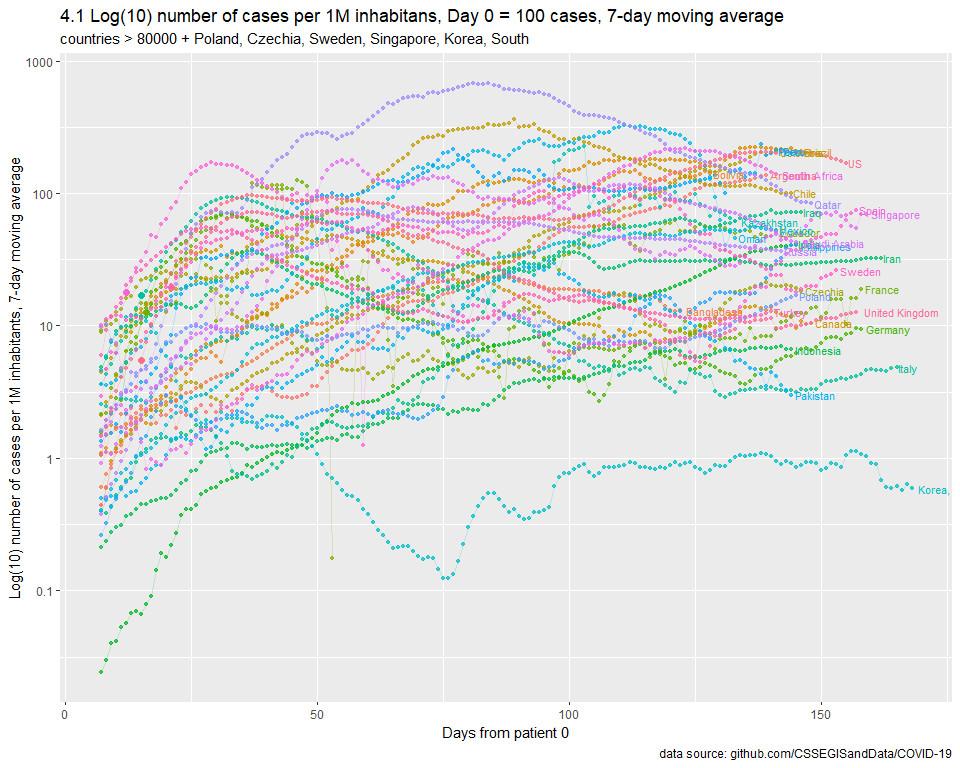 4.1 Log(10) number of cases per 1M inhabitans, Day 0 = 100 cases, 7-day moving average
countries > 80000 + Poland, Czechia, Sweden, Singapore, Korea, South
Log(10) number of cases per 1M inhabitants, 7-day moving average
1000
100
10
1
0.1
US
South Africa
Chile
Qatar
Spain
Singapore
Iraq
Oman
Iran
Sweden
Czechia
Poland
France
United Kingdom
Bangladesh
Turkey
Canada
Germany
Indonesia
Italy
Pakistan
Korea,
0
50
100
150
Days from patient 0
data source: github.com/CSSEGISandData/COVID-19